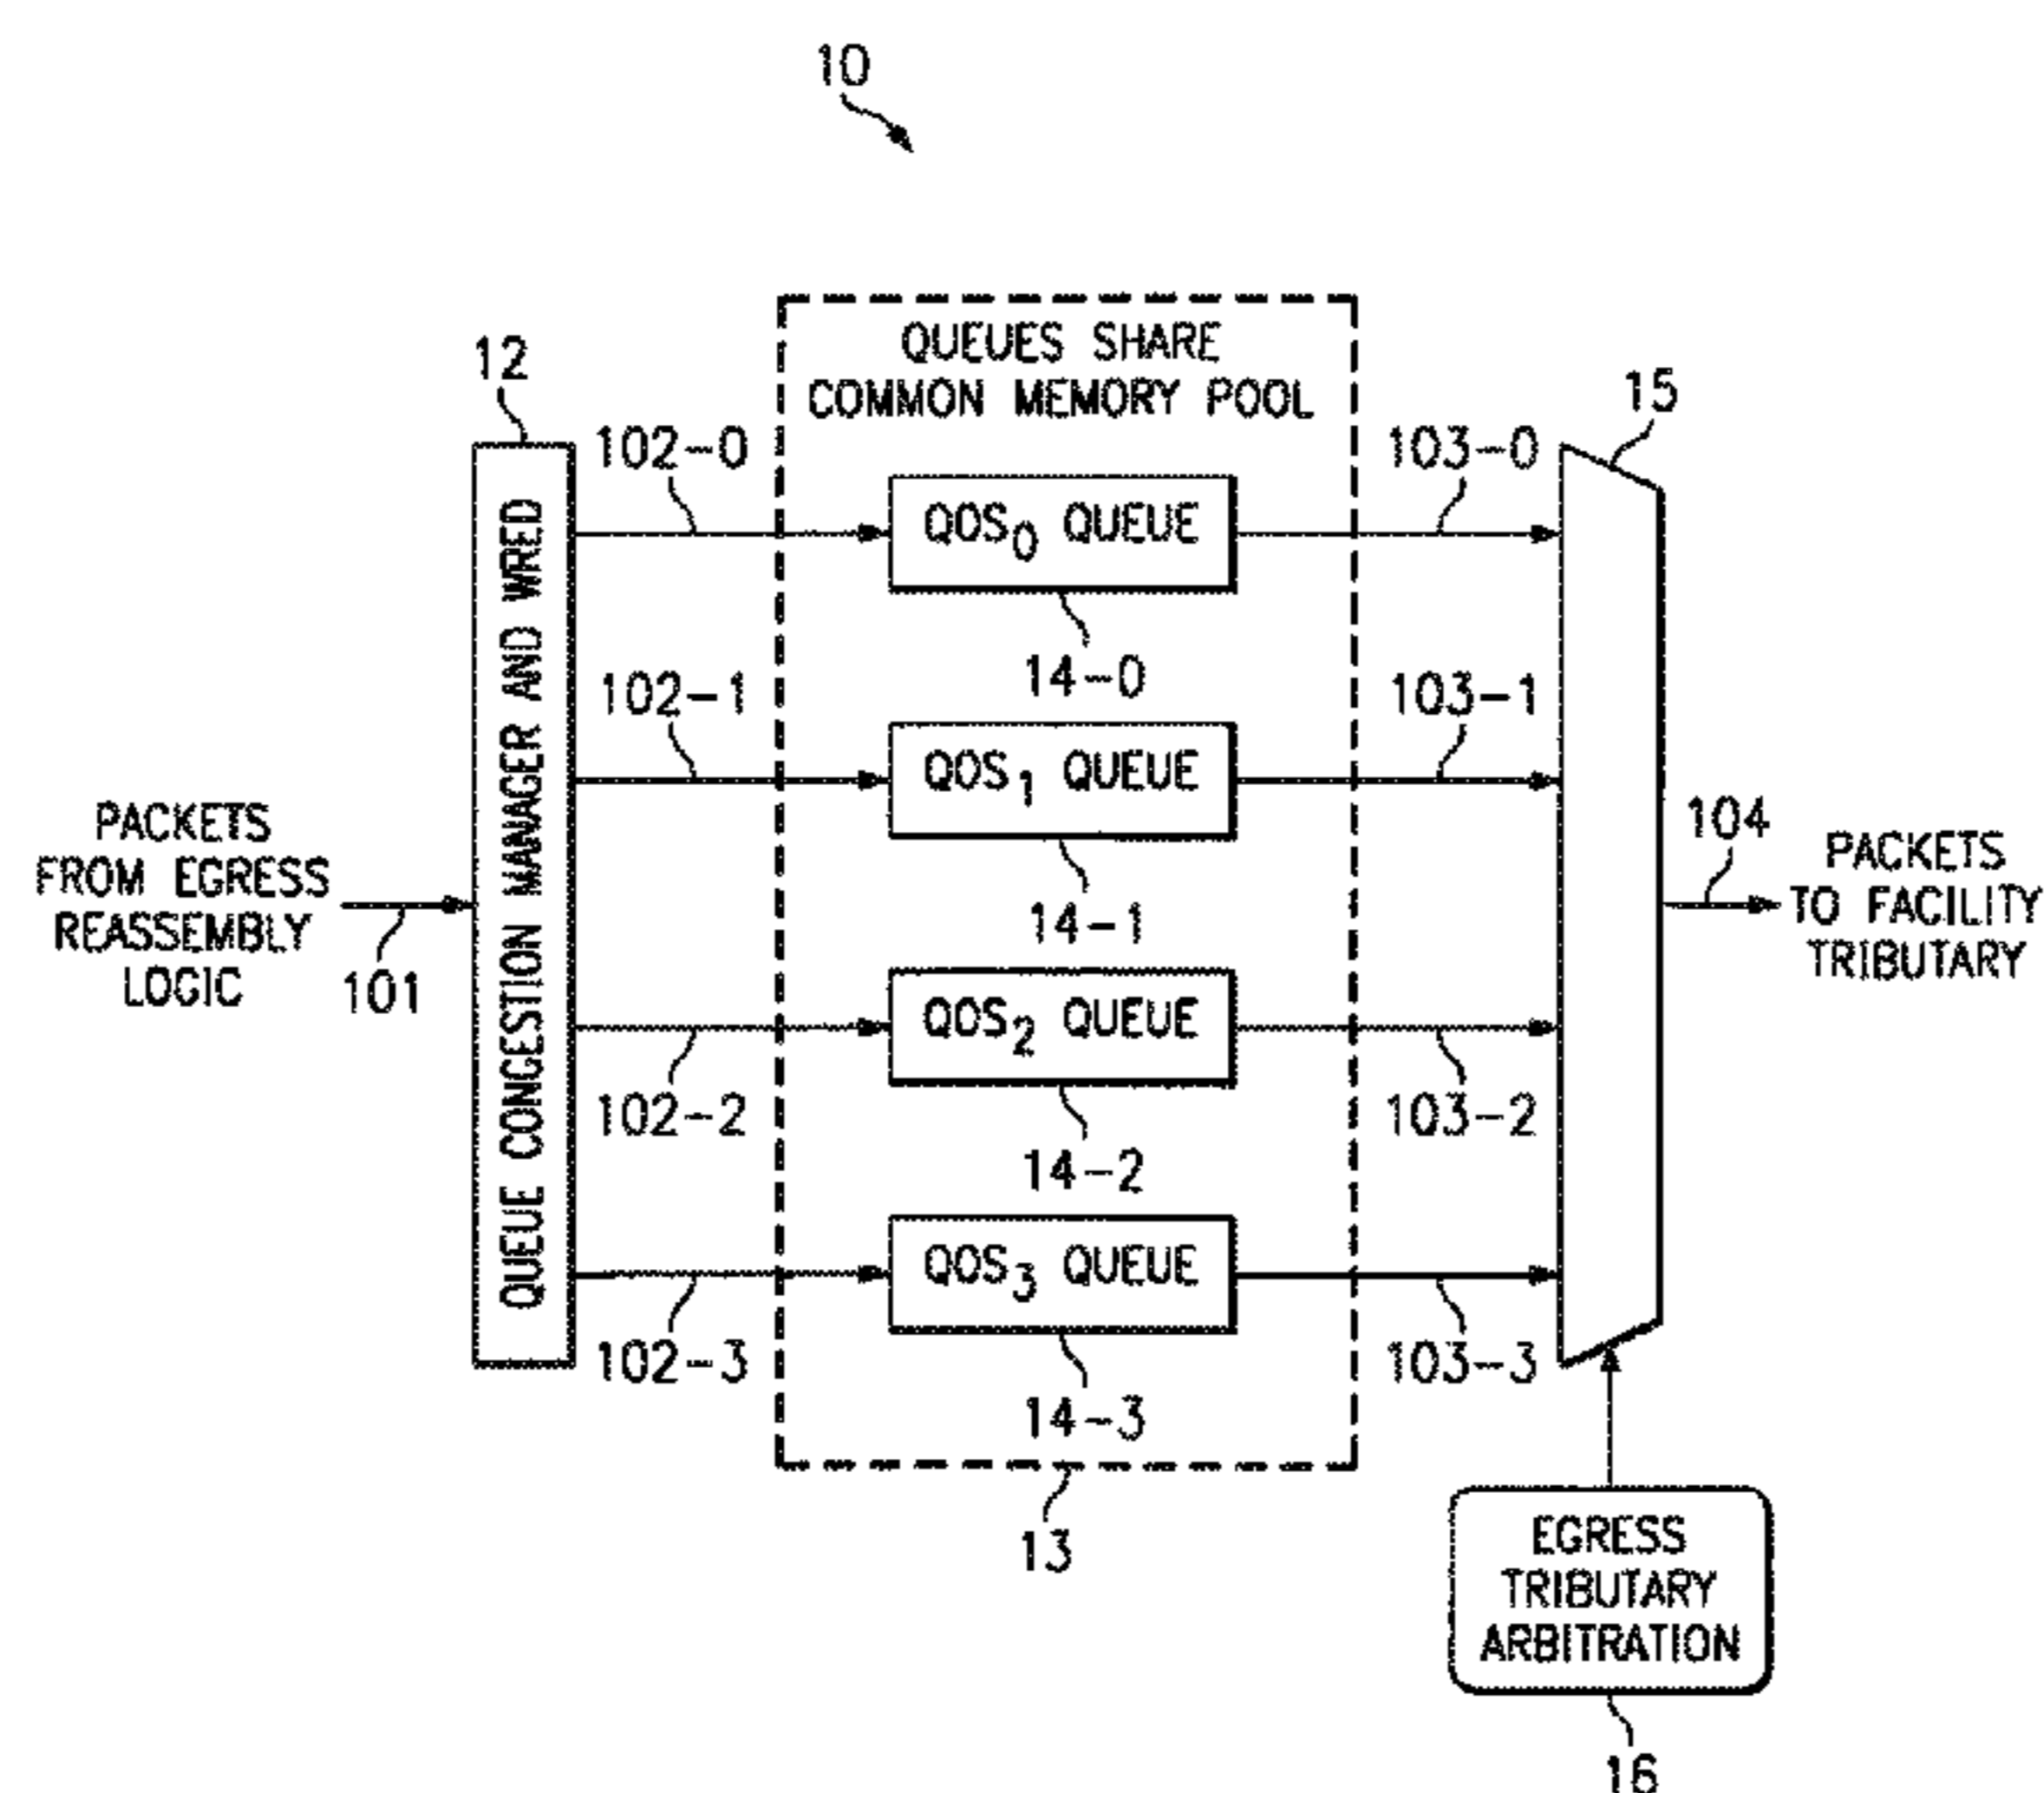 10
QUEUES SHARE
COMMON MEMORY POOL
12
15
102-0
103-0
QOS0 QUEUE
14-0
102-1
103-1
QOS1 QUEUE
14-1
QUEUE CONGESTION MANAGER AND WRED
PACKETS
FROM EGRESS
REASSEMBLY
LOGIC
101
104
PACKETS
TO FACILITY
TRIBUTARY
QOS2 QUEUE
102-2
103-2
14-2
QOS3 QUEUE
102-3
103-3
14-3
13
EGRESS
TRIBUTARY
ARBITRATION
16